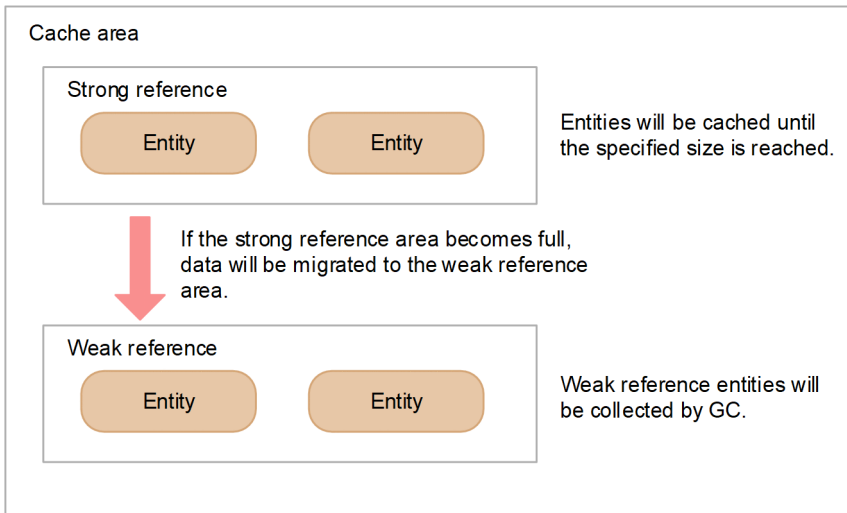 Cache area
Strong reference
Entity
Entity
Entities will be cached until
the specified size is reached.
If the strong reference area becomes full,
data will be migrated to the weak reference
area.
Weak reference
Entity
Entity
Weak reference entities will
be collected by GC.